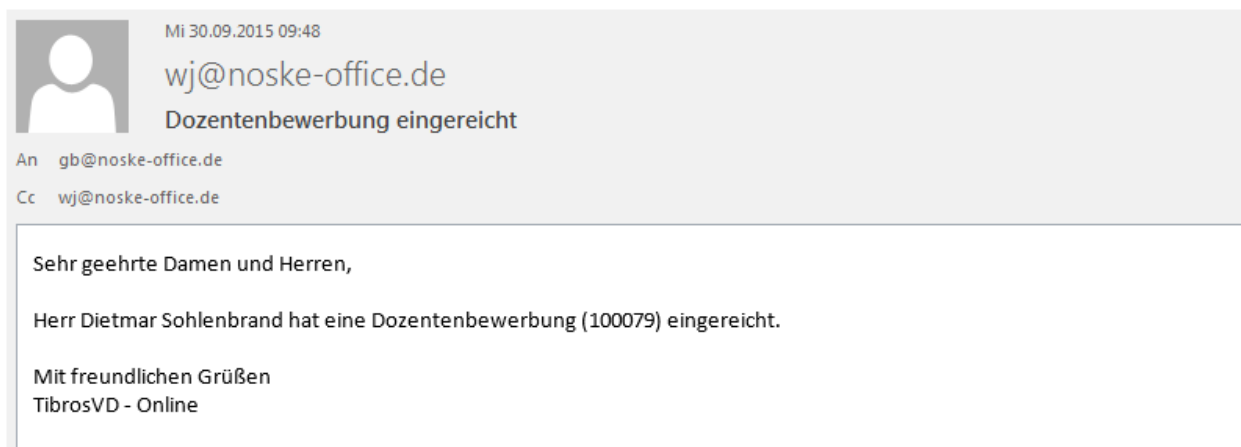 Mi 30.09.2015 09:48
wj@noske-office.de
Dozentenbewerbung eingereicht
An gb@noske-office.de
Cc wj@noske-office.de
Sehr geehrte Damen und Herren,
Herr Dietmar Sohlenbrand hat eine Dozentenbewerbung (100079) eingereicht.
Mit freundlichen Grüßen
TibrosVD - Online